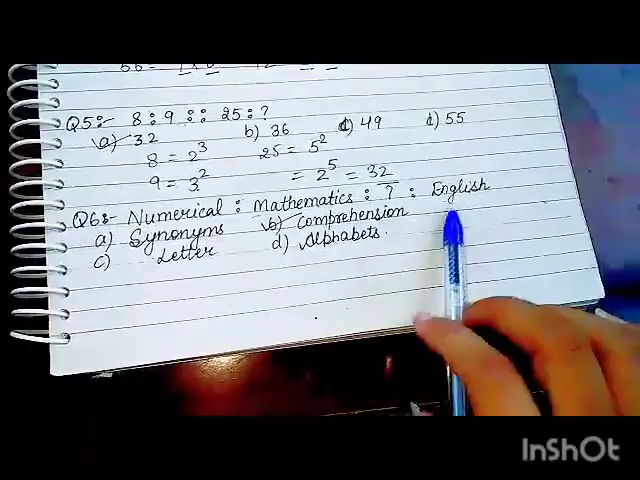 Q5:- 8 : 9 :: 25 : ?
a) 32 b) 36 c) 49 d) 55
8 = 2³ 25 = 5²
9 = 3² = 2⁵ = 32
Q6:- Numerical : Mathematics : ? : English
a) Synonyms b) Comprehension
c) Letter d) Alphabets.
InShOt